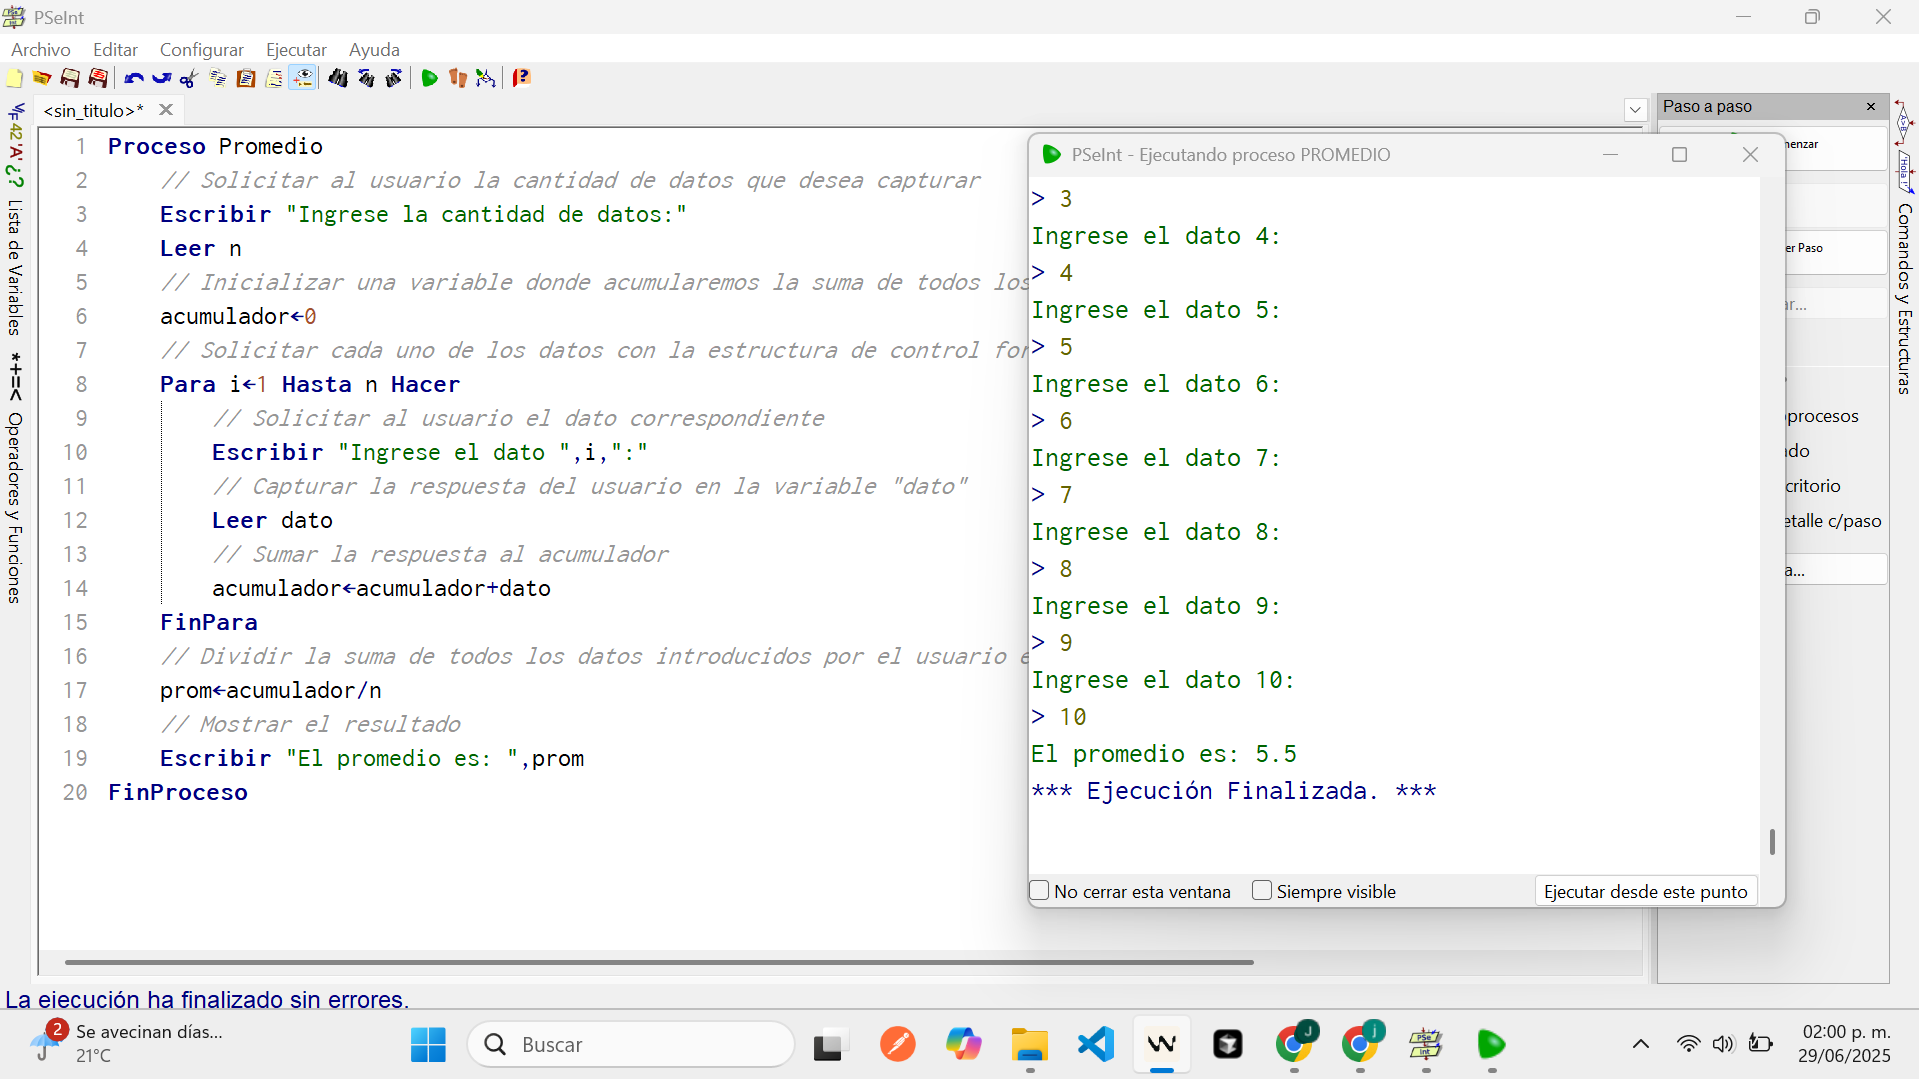 PSeInt
Archivo Editar Configurar Ejecutar Ayuda
<sin_titulo>*
1 Proceso Promedio
2 // Solicitar al usuario la cantidad de datos que desea capturar
3 Escribir "Ingrese la cantidad de datos:"
4 Leer n
5 // Inicializar una variable donde acumularemos la suma de todos los
6 acumulador←0
7 // Solicitar cada uno de los datos con la estructura de control for
8 Para i←1 Hasta n Hacer
9 // Solicitar al usuario el dato correspondiente
10 Escribir "Ingrese el dato ",i,":"
11 // Capturar la respuesta del usuario en la variable "dato"
12 Leer dato
13 // Sumar la respuesta al acumulador
14 acumulador←acumulador+dato
15 FinPara
16 // Dividir la suma de todos los datos introducidos por el usuario
17 prom←acumulador/n
18 // Mostrar el resultado
19 Escribir "El promedio es: ",prom
20 FinProceso
Lista de Variables
*+=< Operadores y Funciones
PSeInt - Ejecutando proceso PROMEDIO
> 3
Ingrese el dato 4:
> 4
Ingrese el dato 5:
> 5
Ingrese el dato 6:
> 6
Ingrese el dato 7:
> 7
Ingrese el dato 8:
> 8
Ingrese el dato 9:
> 9
Ingrese el dato 10:
> 10
El promedio es: 5.5
*** Ejecución Finalizada. ***
No cerrar esta ventana Siempre visible Ejecutar desde este punto
Paso a paso
menzar
er Paso
ar...
procesos
do
critorio
etalle c/paso
a...
Comandos y Estructuras
La ejecución ha finalizado sin errores.
2
Se avecinan días...
21°C
Buscar
J
j
PSe
Int
02:00 p. m.
29/06/2025